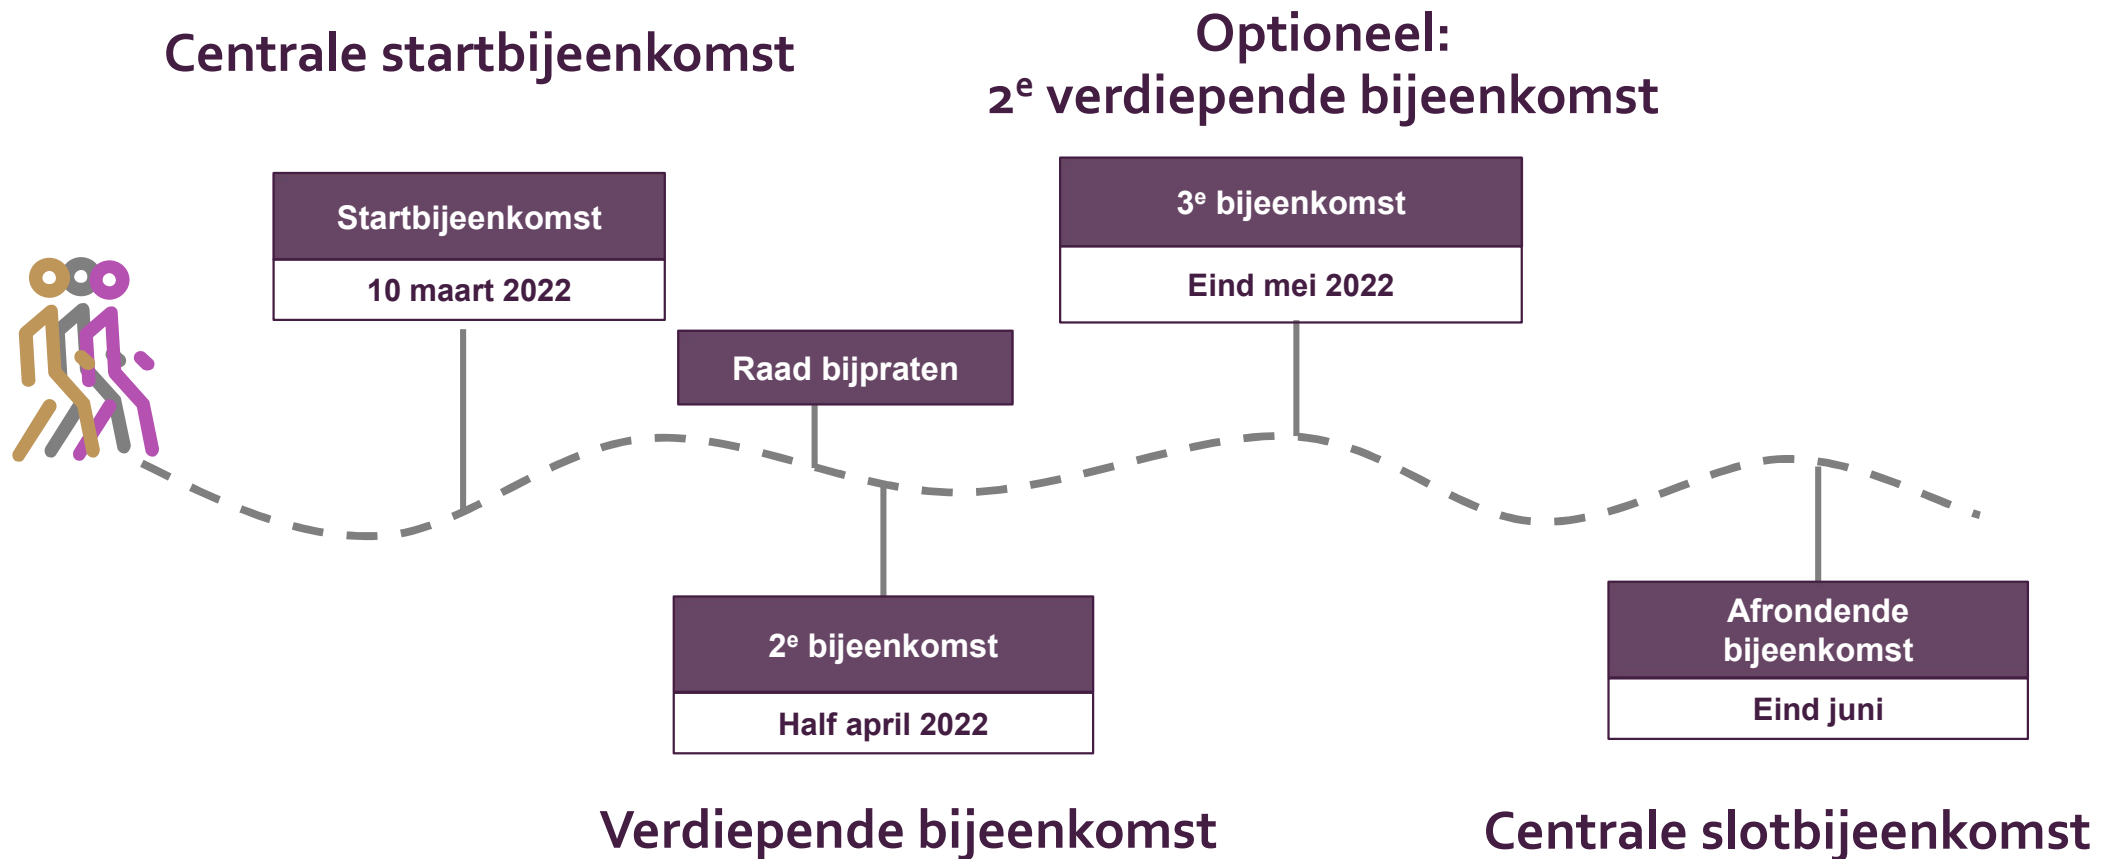 Centrale startbijeenkomst
Optioneel:
2e verdiepende bijeenkomst
Startbijeenkomst
10 maart 2022
3e bijeenkomst
Eind mei 2022
Raad bijpraten
2e bijeenkomst
Half april 2022
Afrondende
bijeenkomst
Eind juni
Verdiepende bijeenkomst
Centrale slotbijeenkomst